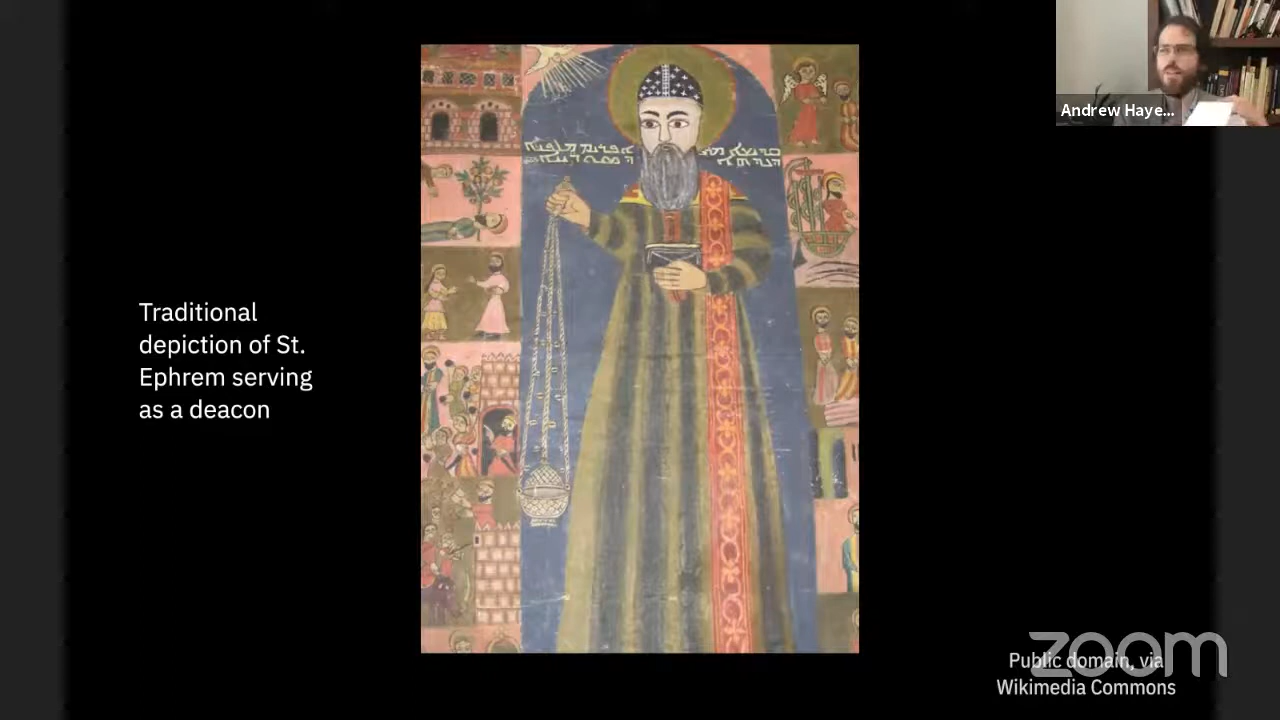 Andrew Haye...
Traditional
depiction of St.
Ephrem serving
as a deacon
zoom
Public domain, via
Wikimedia Commons